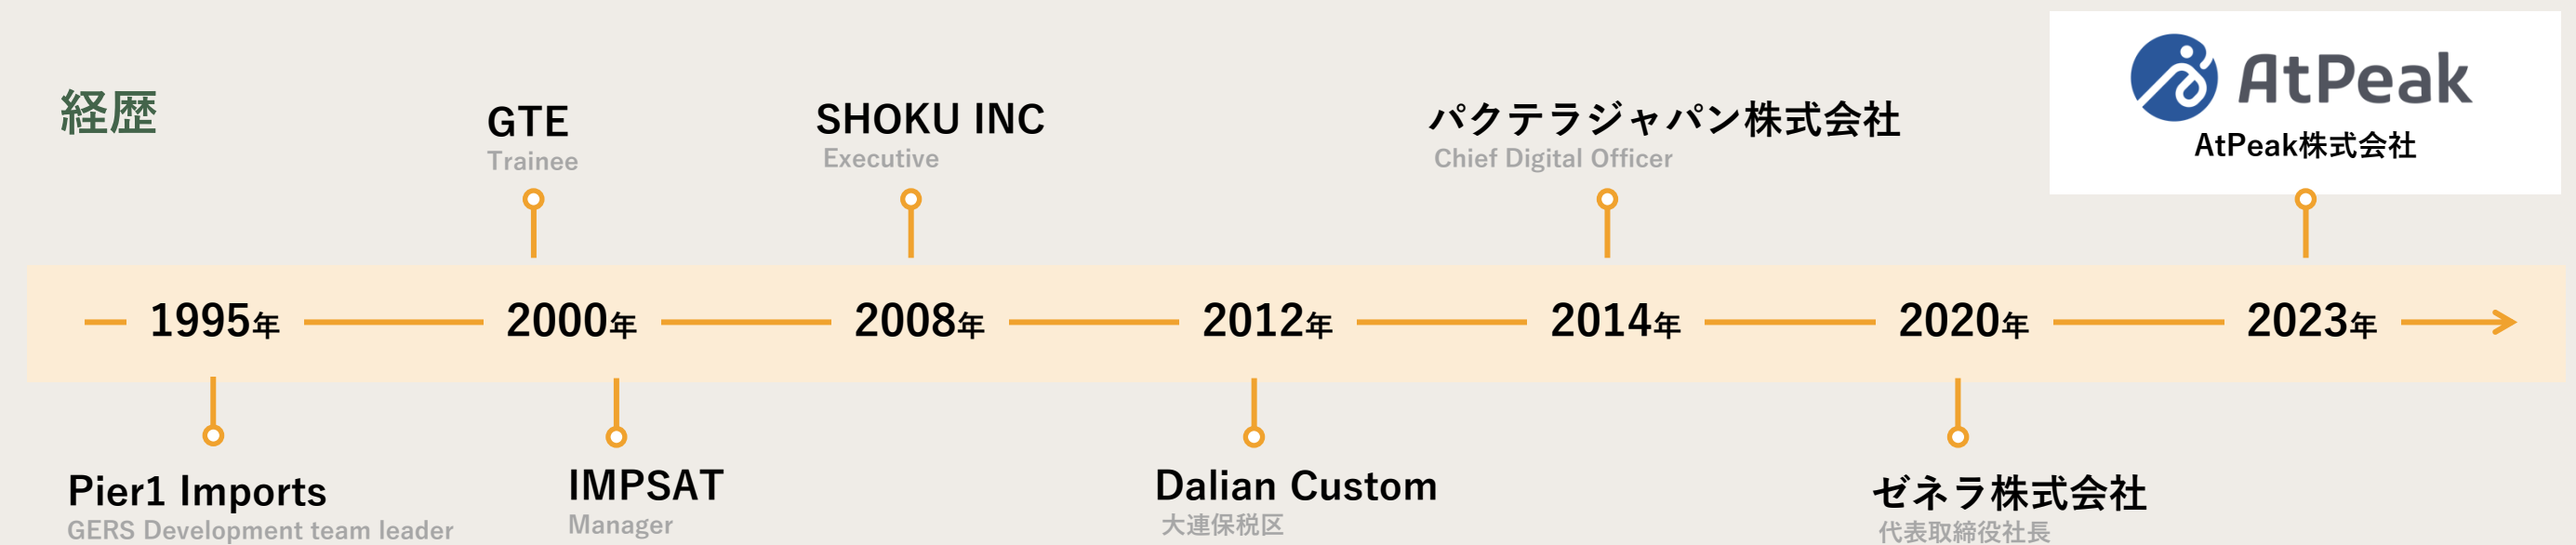 経歴
GTE
Trainee
SHOKU INC
Executive
パクテラジャパン株式会社
Chief Digital Officer
AtPeak
AtPeak株式会社
1995年
2000年
2008年
2012年
2014年
2020年
2023年
Pier1 Imports
GERS Development team leader
IMPSAT
Manager
Dalian Custom
大連保税区
ゼネラ株式会社
代表取締役社長